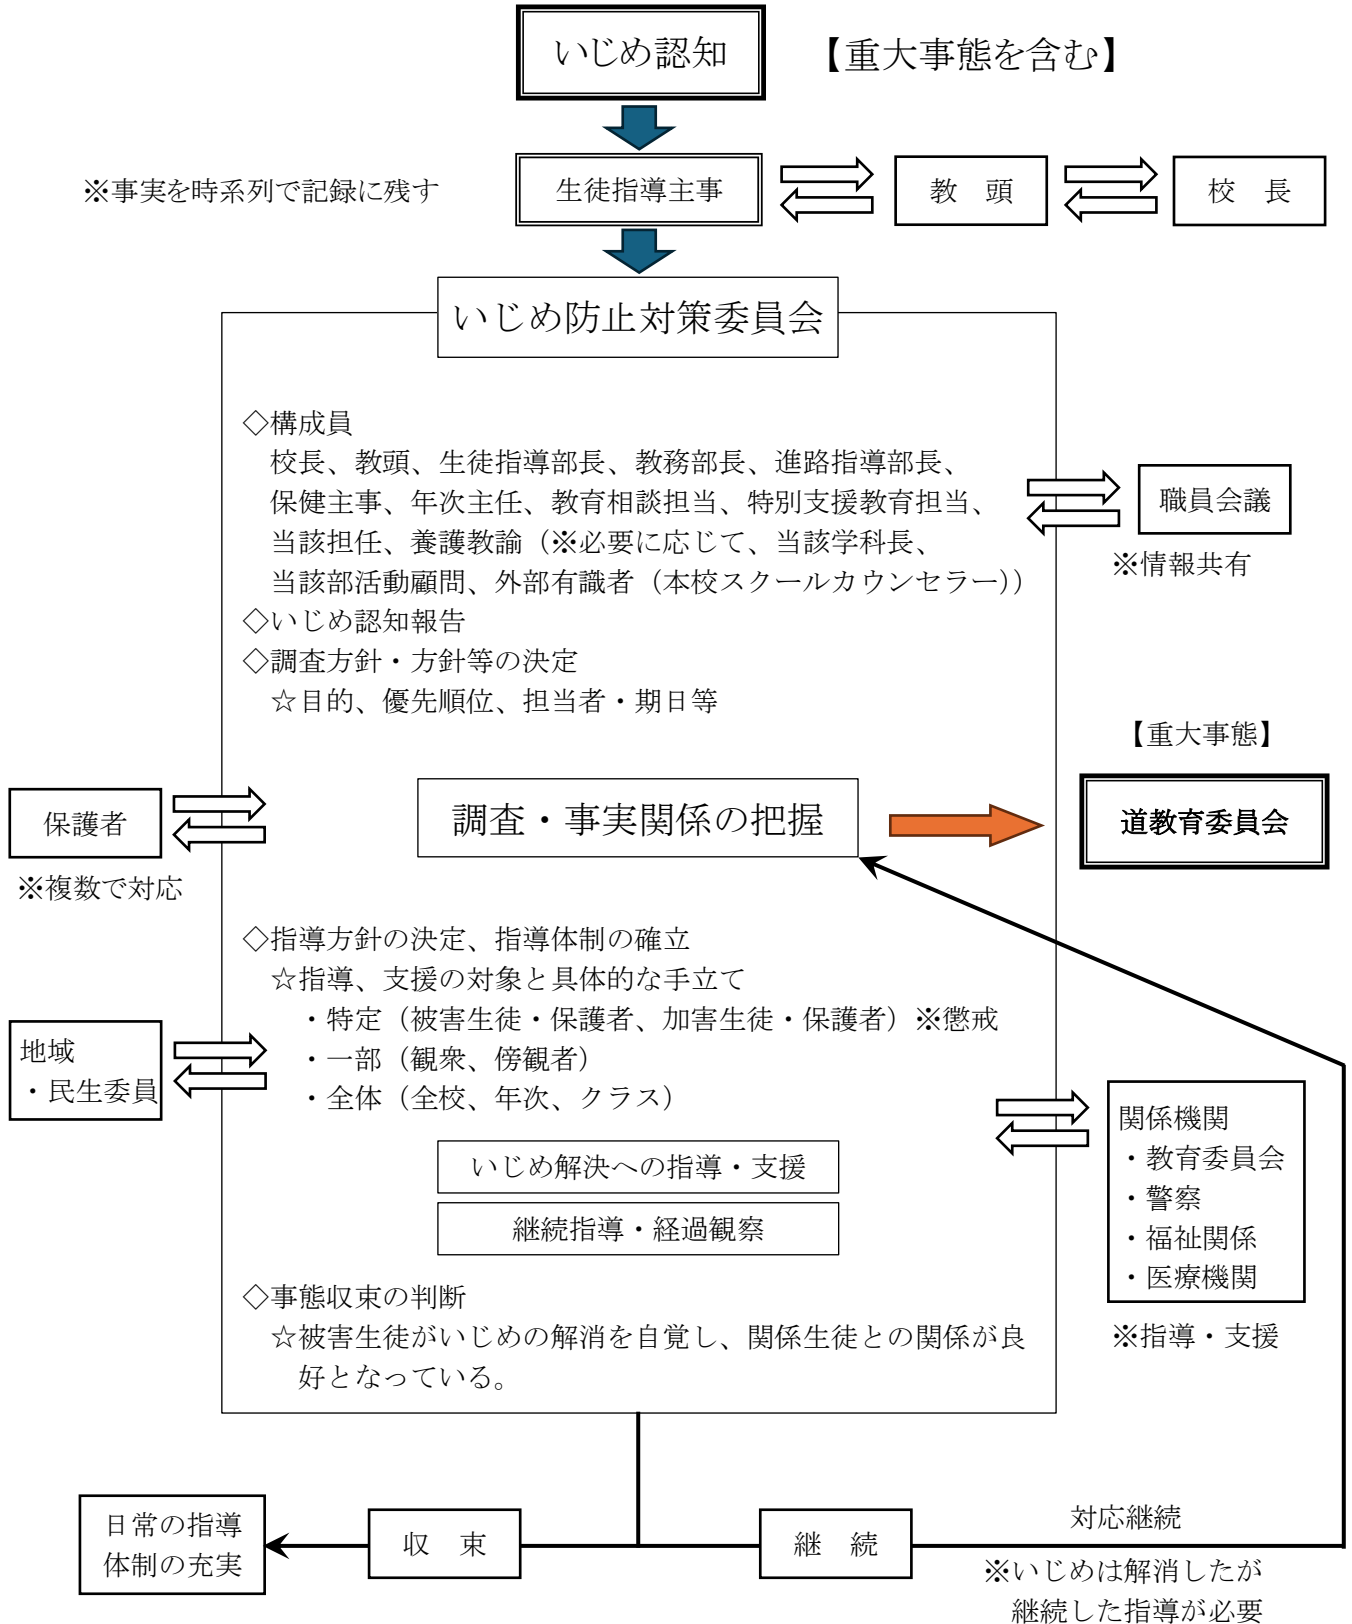 いじめ認知
【重大事態を含む】
※事実を時系列で記録に残す
生徒指導主事
教　頭
校　長
いじめ防止対策委員会
◇構成員
校長、教頭、生徒指導部長、教務部長、進路指導部長、
保健主事、年次主任、教育相談担当、特別支援教育担当、
当該担任、養護教諭（※必要に応じて、当該学科長、
当該部活動顧問、外部有識者（本校スクールカウンセラー））
◇いじめ認知報告
◇調査方針・方針等の決定
☆目的、優先順位、担当者・期日等
職員会議
※情報共有
【重大事態】
保護者
※複数で対応
調査・事実関係の把握
道教育委員会
◇指導方針の決定、指導体制の確立
☆指導、支援の対象と具体的な手立て
・特定（被害生徒・保護者、加害生徒・保護者）※懲戒
・一部（観衆、傍観者）
・全体（全校、年次、クラス）
地域
・民生委員
いじめ解決への指導・支援
継続指導・経過観察
関係機関
・教育委員会
・警察
・福祉関係
・医療機関
※指導・支援
◇事態収束の判断
☆被害生徒がいじめの解消を自覚し、関係生徒との関係が良
好となっている。
日常の指導
体制の充実
収　束
継　続
対応継続
※いじめは解消したが
継続した指導が必要